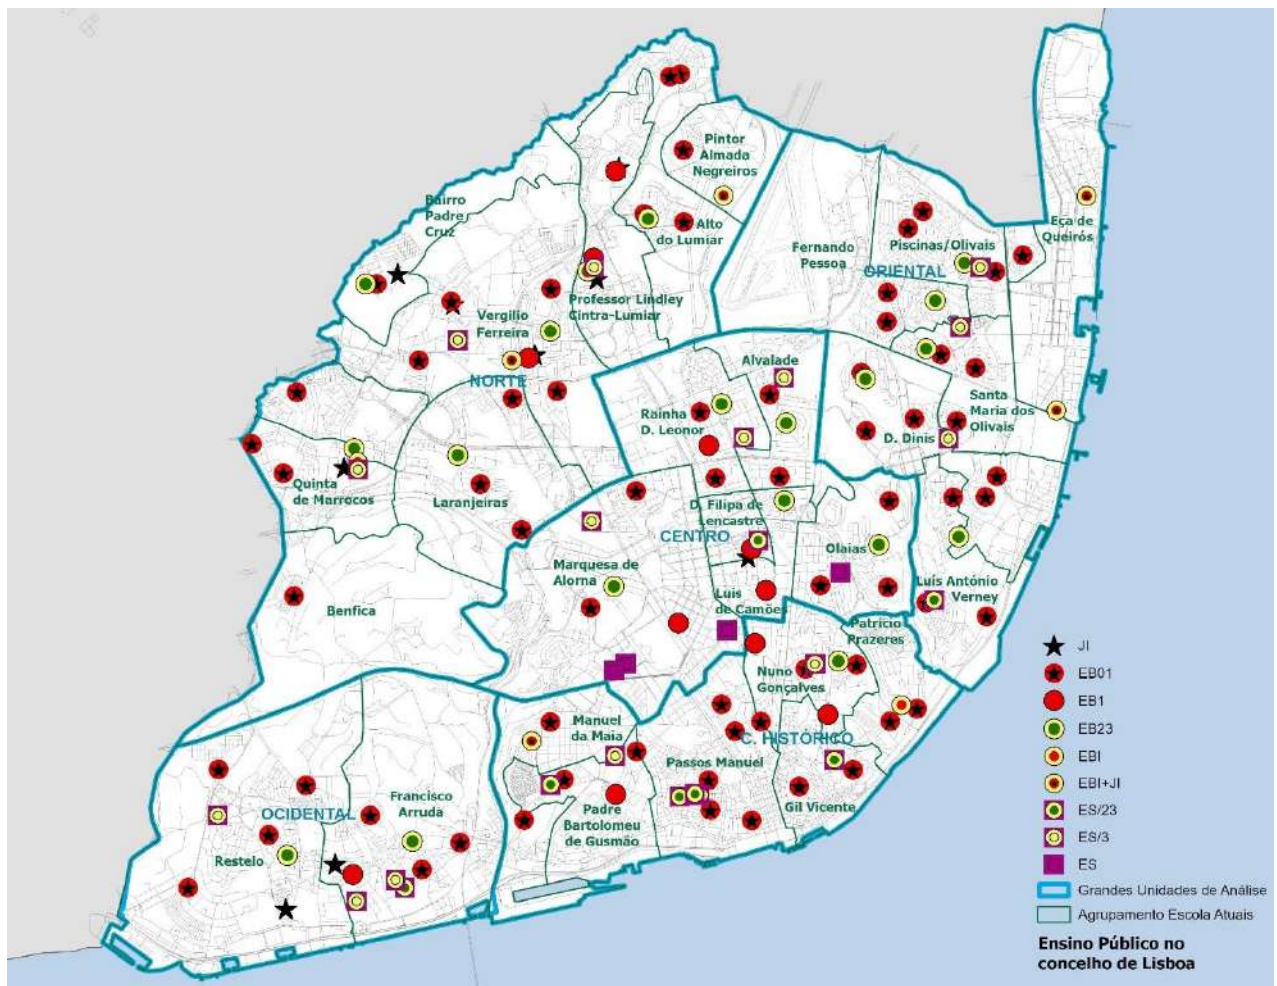 Pintor
Almada
Negreiros
Bairro
Padre
Cruz
Alto
do Lumiar
Eça de
Queirós
Piscinas/Olivais
Fernando
Pessoa
ORIENTAL
Professor Lindley
Cintra-Lumiar
Vergílio
Ferreira
NORTE
Alvalade
Rainha
D. Leonor
Santa
Maria dos
Olivais
D. Dinis
Quinta
de Marrocos
Laranjeiras
D. Filipa de
Lencastre
CENTRO
Olaias
Marquesa de
Alorna
Luís
de Camões
Luís António
Verney
Benfica
Patrício
Prazeres
Nuno
Gonçalves
Manuel
da Maia
C. HISTÓRICO
Passos Manuel
Francisco
Arruda
OCIDENTAL
Gil Vicente
Padre
Bartolomeu
de Gusmão
Restelo
JI
EB01
EB1
EB23
EBI
EBI+JI
ES/23
ES/3
ES
Grandes Unidades de Análise
Agrupamento Escola Atuais
Ensino Público no
concelho de Lisboa